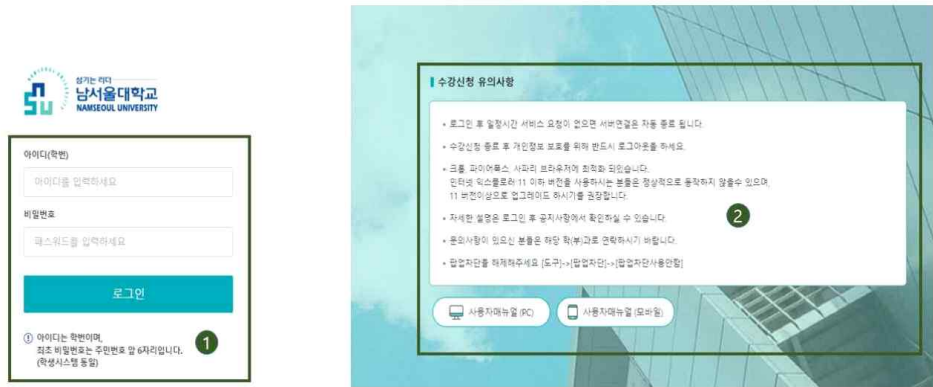 섬기는 리더
남서울대학교
NAMSEOUL UNIVERSITY
아이디(학번)
아이디를 입력하세요
비밀번호
패스워드를 입력하세요
로그인
아이디는 학번이며,
최초 비밀번호는 주민번호 앞 6자리입니다.
(학생시스템 동일)
1
수강신청 유의사항
• 로그인 후 일정시간 서비스 요청이 없으면 서버연결은 자동 종료 됩니다.
• 수강신청 종료 후 개인정보 보호를 위해 반드시 로그아웃을 하세요.
• 크롬, 파이어폭스, 사파리 브라우저에 최적화 되있습니다.
인터넷 익스플로러 11 이하 버전을 사용하시는 분들은 정상적으로 동작하지 않을수 있으며,
11 버전이상으로 업그레이드 하시기를 권장합니다.
• 자세한 설명은 로그인 후 공지사항에서 확인하실 수 있습니다.
• 문의사항이 있으신 분들은 해당 학(부)과로 연락하시기 바랍니다.
• 팝업차단을 해제해주세요 [도구]->[팝업차단]->[팝업차단사용안함]
2
사용자매뉴얼 (PC)
사용자매뉴얼 (모바일)